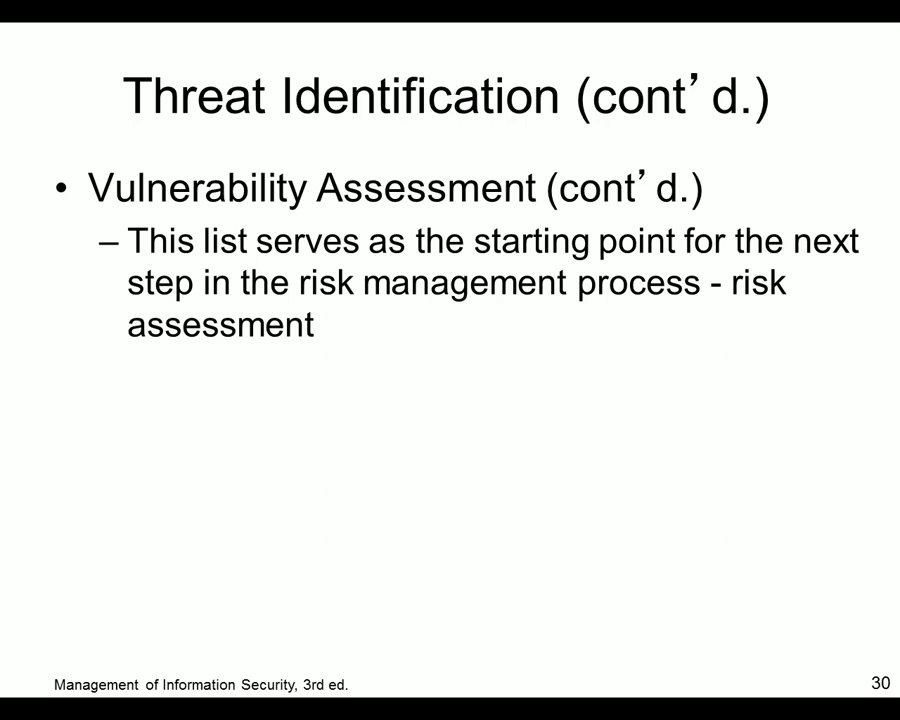 Threat Identification (cont’d.)
• Vulnerability Assessment (cont’d.)
– This list serves as the starting point for the next
step in the risk management process - risk
assessment
Management of Information Security, 3rd ed.
30